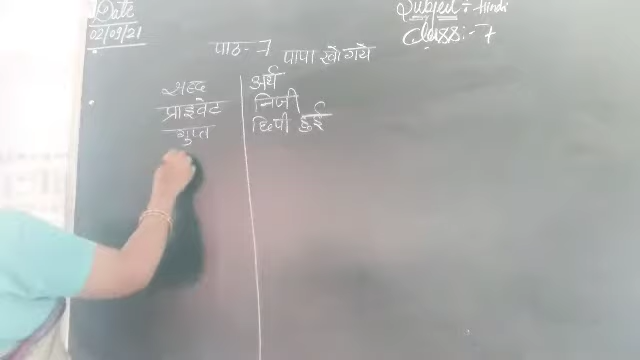 Date
02/09/21
Subject :- Hindi
Class :- 7
पाठ - 7 पापा खो गये
शब्द अर्थ
प्राइवेट निजी
गुप्त छिपी हुई